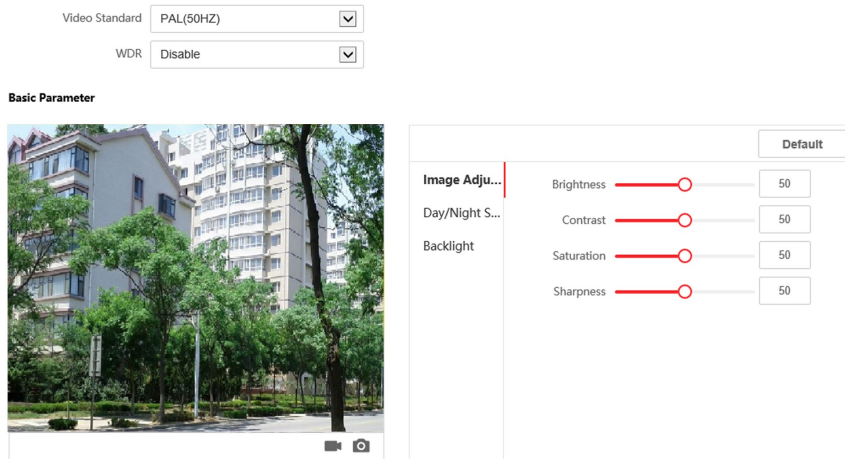 Video Standard PAL(50HZ)
WDR Disable
Basic Parameter
Default
Image Adju...
Day/Night S...
Backlight
Brightness 50
Contrast 50
Saturation 50
Sharpness 50